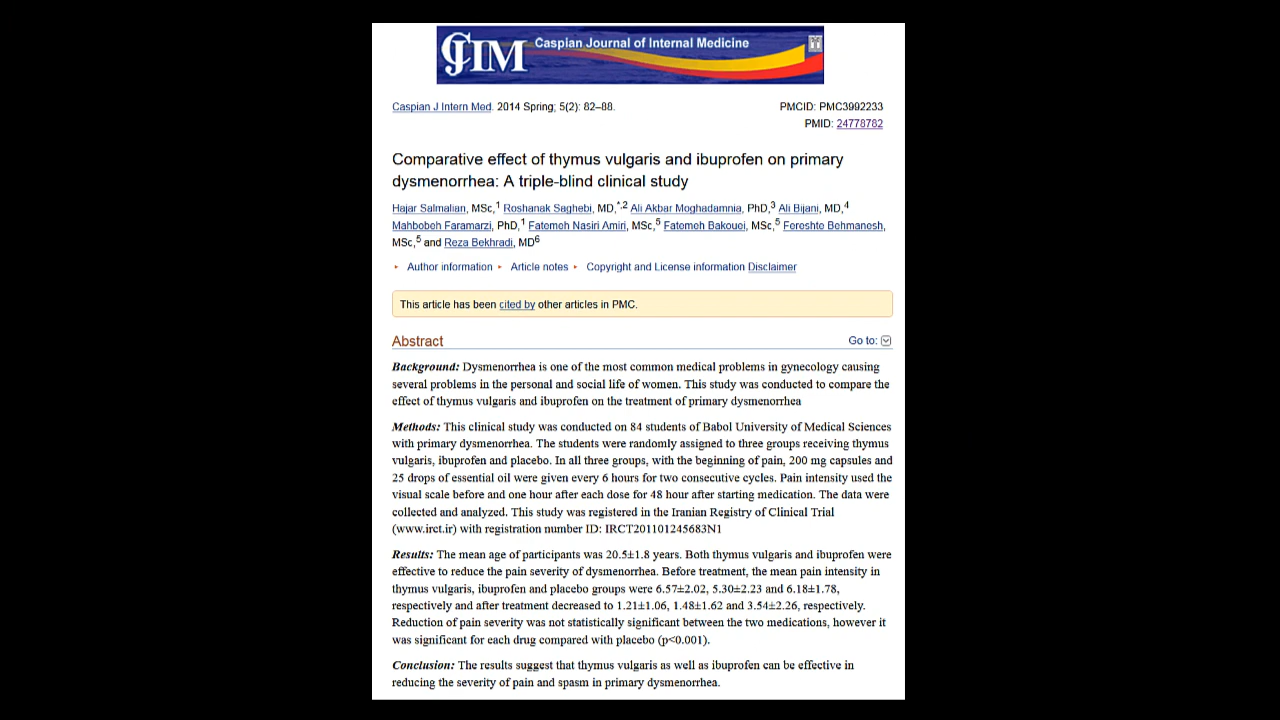 CJIM Caspian Journal of Internal Medicine
Caspian J Intern Med. 2014 Spring; 5(2): 82–88.
PMCID: PMC3992233
PMID: 24778782
Comparative effect of thymus vulgaris and ibuprofen on primary
dysmenorrhea: A triple-blind clinical study
Hajar Salmalian, MSc,1 Roshanak Saghebi, MD,*,2 Ali Akbar Moghadamnia, PhD,3 Ali Bijani, MD,4
Mahbobeh Faramarzi, PhD,1 Fatemeh Nasiri Amiri, MSc,5 Fatemeh Bakouei, MSc,5 Fereshte Behmanesh,
MSc,5 and Reza Bekhradi, MD6
Author information Article notes Copyright and License information Disclaimer
This article has been cited by other articles in PMC.
Abstract
Go to:
Background: Dysmenorrhea is one of the most common medical problems in gynecology causing
several problems in the personal and social life of women. This study was conducted to compare the
effect of thymus vulgaris and ibuprofen on the treatment of primary dysmenorrhea
Methods: This clinical study was conducted on 84 students of Babol University of Medical Sciences
with primary dysmenorrhea. The students were randomly assigned to three groups receiving thymus
vulgaris, ibuprofen and placebo. In all three groups, with the beginning of pain, 200 mg capsules and
25 drops of essential oil were given every 6 hours for two consecutive cycles. Pain intensity used the
visual scale before and one hour after each dose for 48 hour after starting medication. The data were
collected and analyzed. This study was registered in the Iranian Registry of Clinical Trial
(www.irct.ir) with registration number ID: IRCT201101245683N1
Results: The mean age of participants was 20.5±1.8 years. Both thymus vulgaris and ibuprofen were
effective to reduce the pain severity of dysmenorrhea. Before treatment, the mean pain intensity in
thymus vulgaris, ibuprofen and placebo groups were 6.57±2.02, 5.30±2.23 and 6.18±1.78,
respectively and after treatment decreased to 1.21±1.06, 1.48±1.62 and 3.54±2.26, respectively.
Reduction of pain severity was not statistically significant between the two medications, however it
was significant for each drug compared with placebo (p<0.001).
Conclusion: The results suggest that thymus vulgaris as well as ibuprofen can be effective in
reducing the severity of pain and spasm in primary dysmenorrhea.